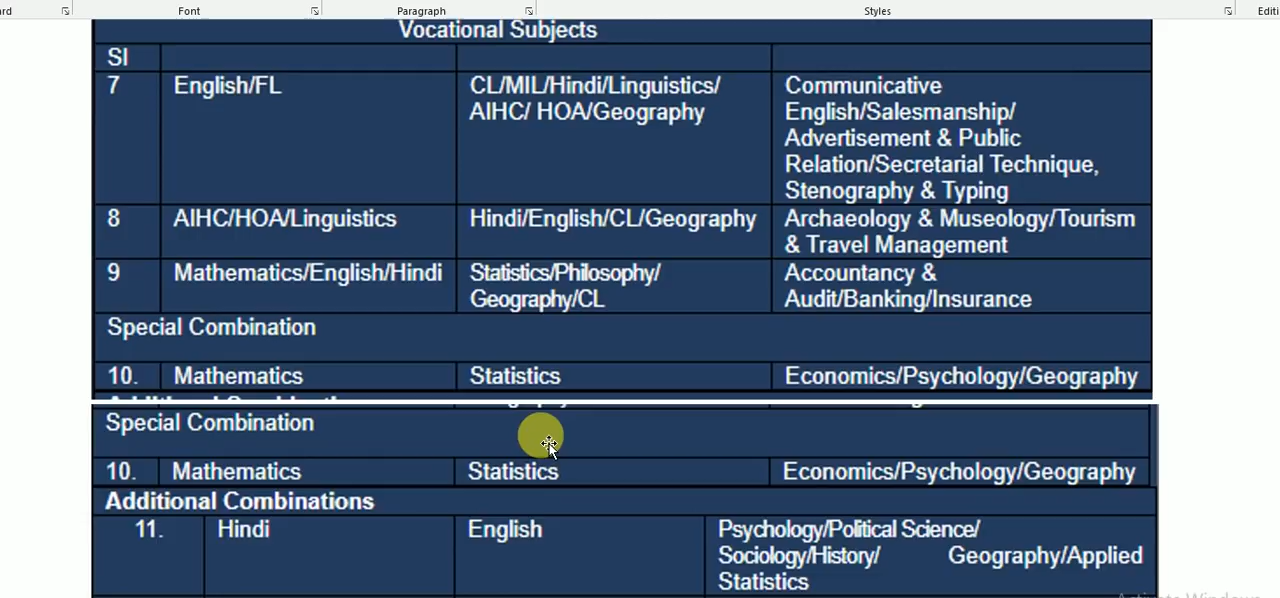 Font
Paragraph
Styles
Vocational Subjects
Sl
7 English/FL CL/MIL/Hindi/Linguistics/ Communicative
AIHC/ HOA/Geography English/Salesmanship/
Advertisement & Public
Relation/Secretarial Technique,
Stenography & Typing
8 AIHC/HOA/Linguistics Hindi/English/CL/Geography Archaeology & Museology/Tourism
& Travel Management
9 Mathematics/English/Hindi Statistics/Philosophy/ Accountancy &
Geography/CL Audit/Banking/Insurance
Special Combination
10. Mathematics Statistics Economics/Psychology/Geography
Special Combination
10. Mathematics Statistics Economics/Psychology/Geography
Additional Combinations
11. Hindi English Psychology/Political Science/
Sociology/History/ Geography/Applied
Statistics